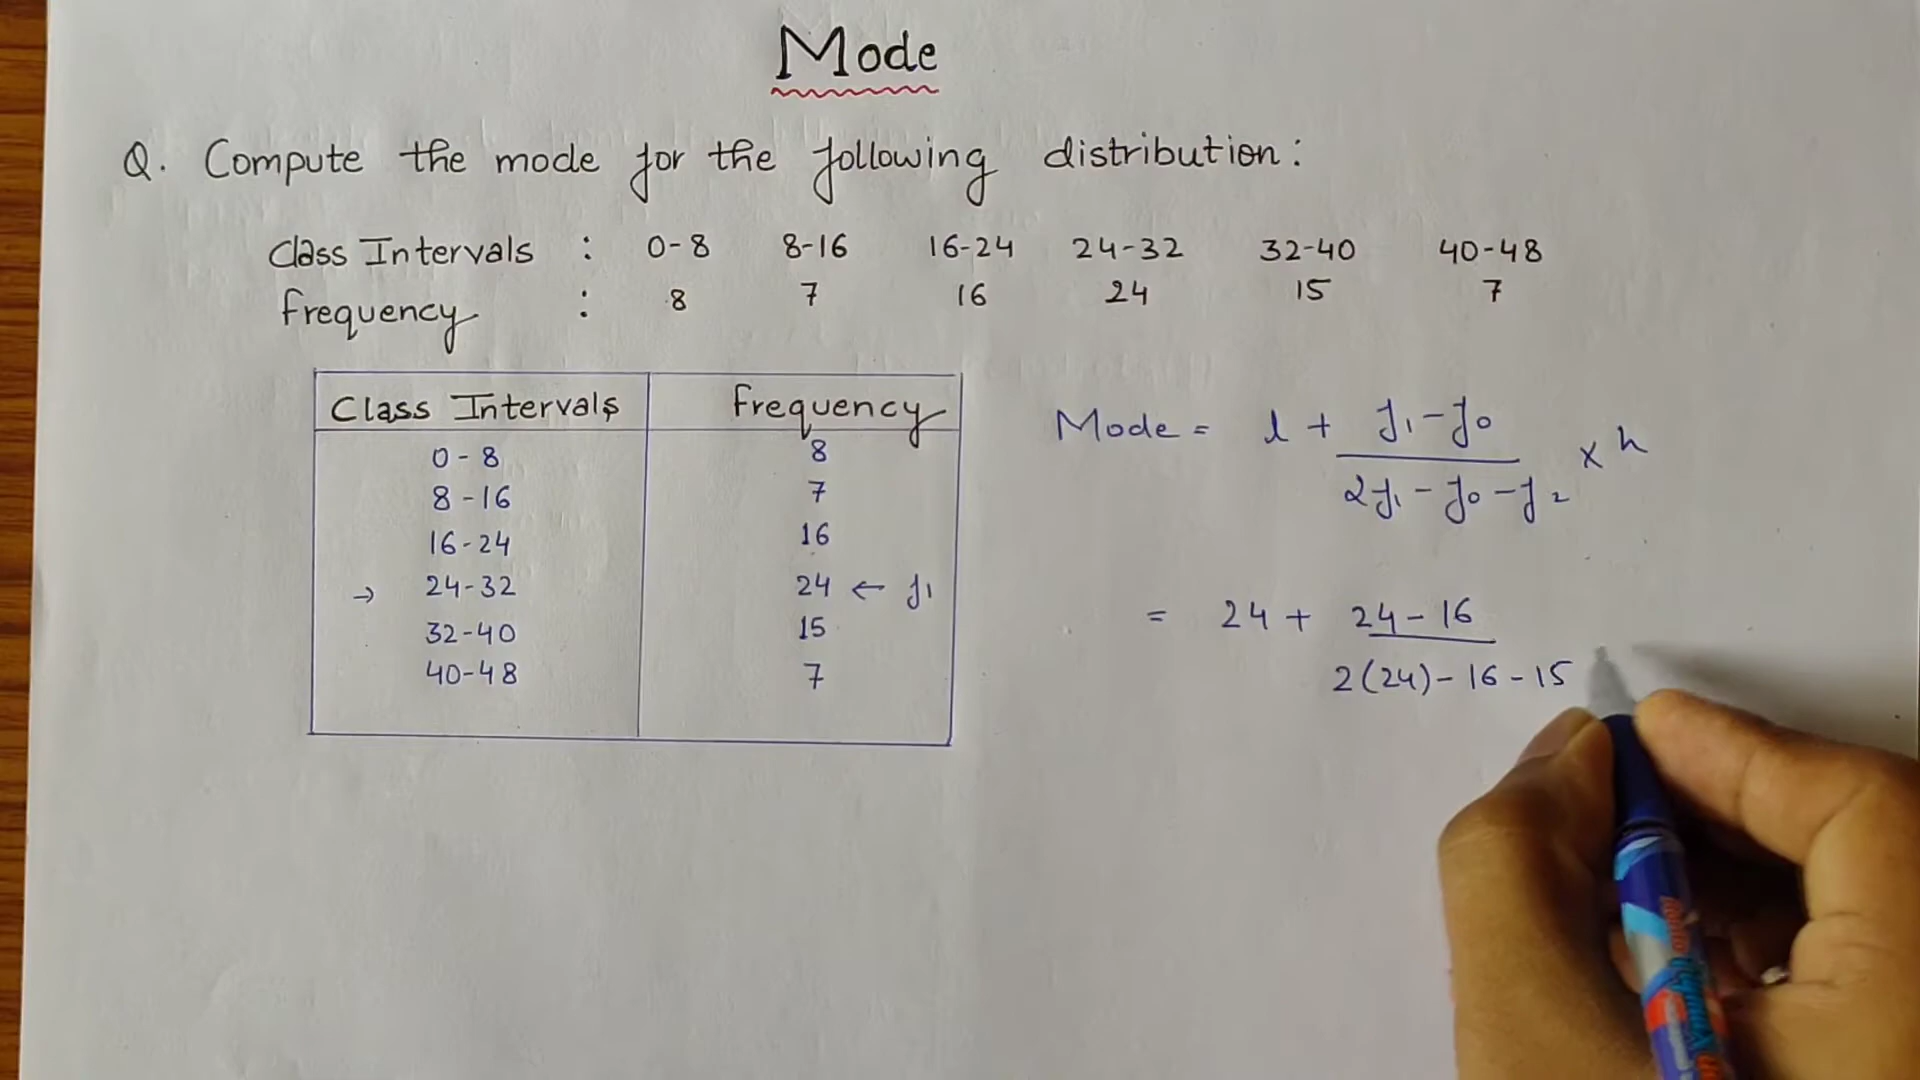 Mode
Q. Compute the mode for the following distribution:
Class Intervals : 0-8 8-16 16-24 24-32 32-40 40-48
frequency : 8 7 16 24 15 7
Class Intervals frequency
0-8 8
8-16 7
16-24 16
→ 24-32 24 ← f₁
32-40 15
40-48 7
Mode = l + f₁-f₀ / 2f₁-f₀-f₂ × h
= 24 + 24-16 / 2(24)-16-15